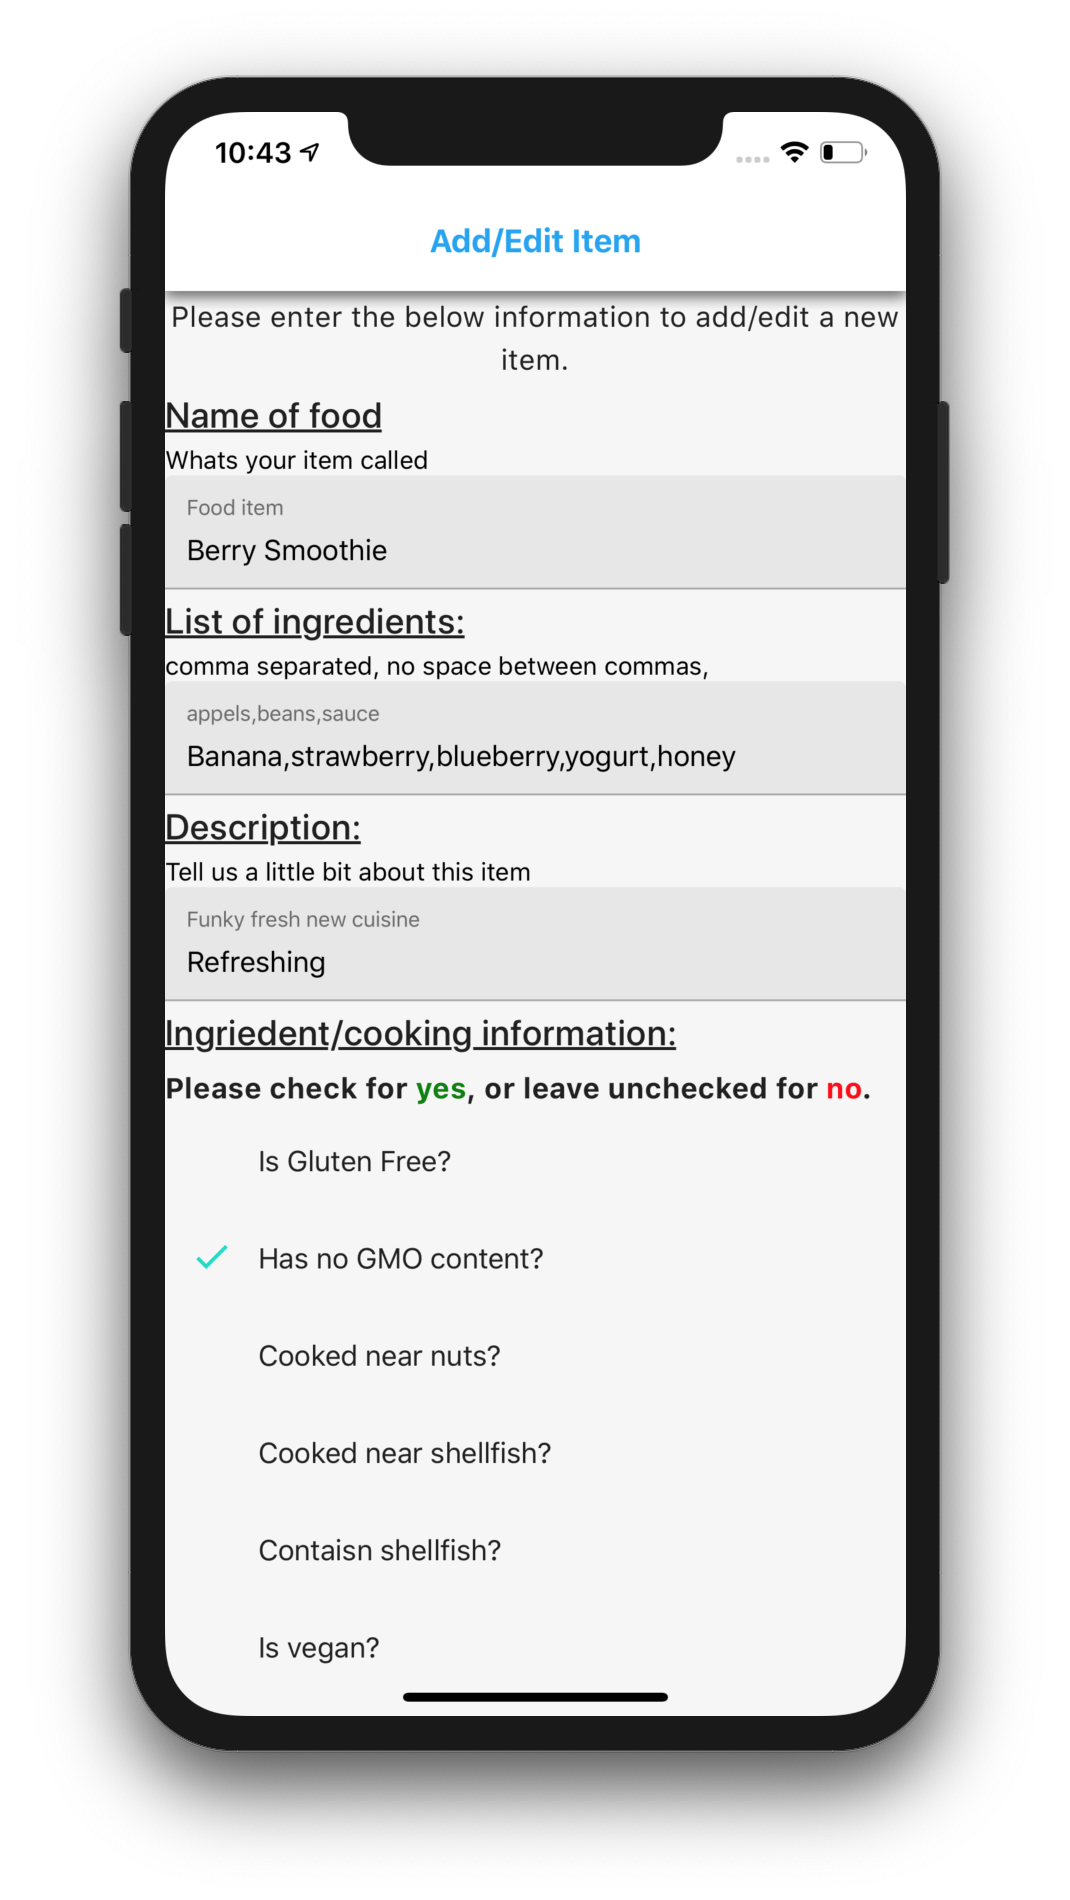 10:43
Add/Edit Item
Please enter the below information to add/edit a new
item.
Name of food
Whats your item called
Food item
Berry Smoothie
List of ingredients:
comma separated, no space between commas,
appels,beans,sauce
Banana,strawberry,blueberry,yogurt,honey
Description:
Tell us a little bit about this item
Funky fresh new cuisine
Refreshing
Ingriedent/cooking information:
Please check for yes, or leave unchecked for no.
Is Gluten Free?
Has no GMO content?
Cooked near nuts?
Cooked near shellfish?
Contaisn shellfish?
Is vegan?